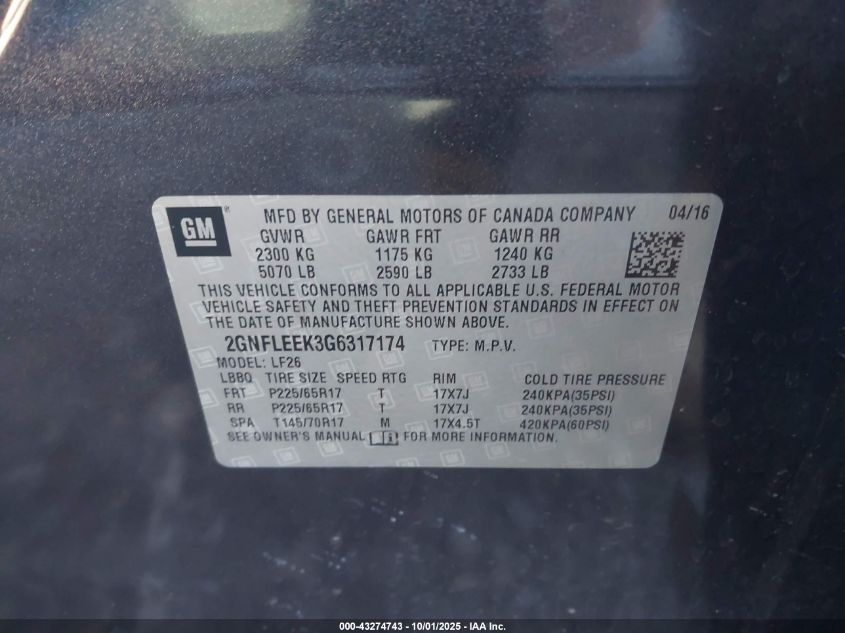 GM ® MFD BY GENERAL MOTORS OF CANADA COMPANY 04/16
GVWR GAWR FRT GAWR RR
2300 KG 1175 KG 1240 KG
5070 LB 2590 LB 2733 LB
THIS VEHICLE CONFORMS TO ALL APPLICABLE U.S. FEDERAL MOTOR
VEHICLE SAFETY AND THEFT PREVENTION STANDARDS IN EFFECT ON
THE DATE OF MANUFACTURE SHOWN ABOVE.
2GNFLEEK3G6317174 TYPE: M.P.V.
MODEL: LF26
LBBQ TIRE SIZE SPEED RTG RIM COLD TIRE PRESSURE
FRT P225/65R17 T 17X7J 240KPA(35PSI)
RR P225/65R17 T 17X7J 240KPA(35PSI)
SPA T145/70R17 M 17X4.5T 420KPA(60PSI)
SEE OWNER'S MANUAL FOR MORE INFORMATION.
000-43274743 - 10/01/2025 - IAA Inc.